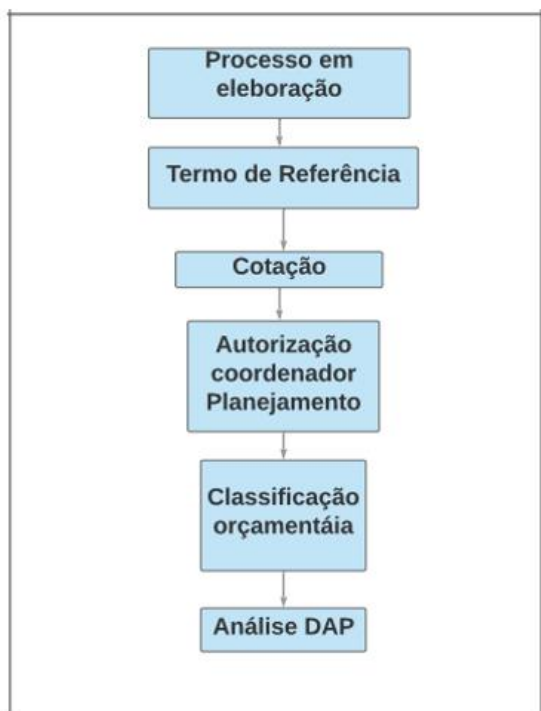 Processo em
eleboração
Termo de Referência
Cotação
Autorização
coordenador
Planejamento
Classificação
orçamentáia
Análise DAP